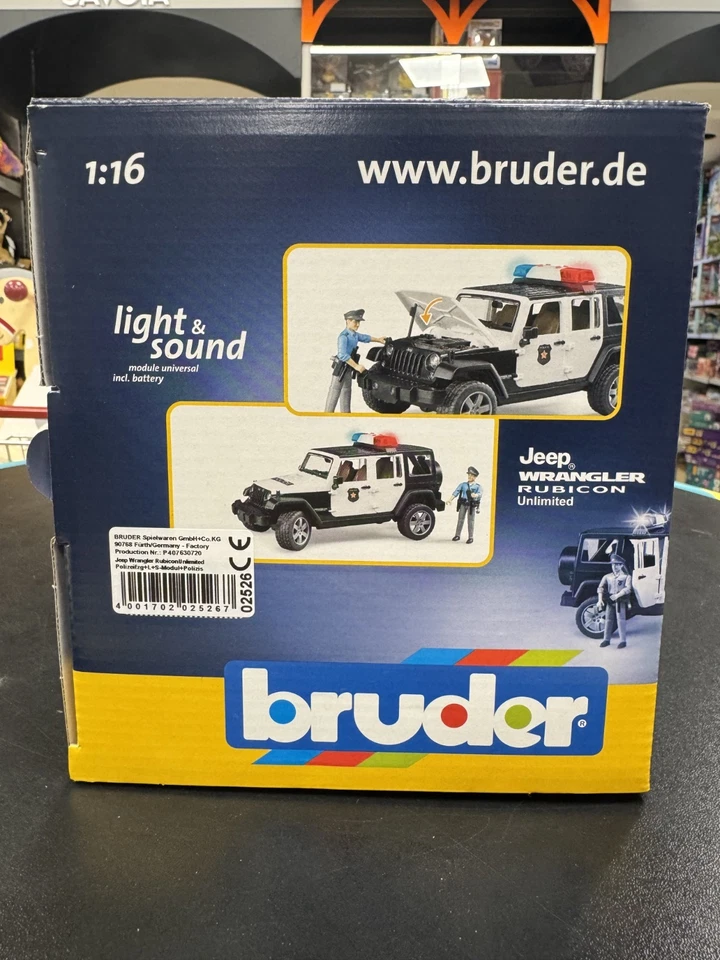 SAVOIA
1:16
www.bruder.de
light &
sound
module universal
incl. battery
Jeep®
WRANGLER
RUBICON
Unlimited
BRUDER Spielwaren GmbH+Co.KG
90768 Fürth/Germany - Factory
Production Nr.: P407630720
Jeep Wrangler RubiconUnlimited
Polizeifzg+L+S-Modul+Polizis
4 001702 025267
02526 CE
bruder®